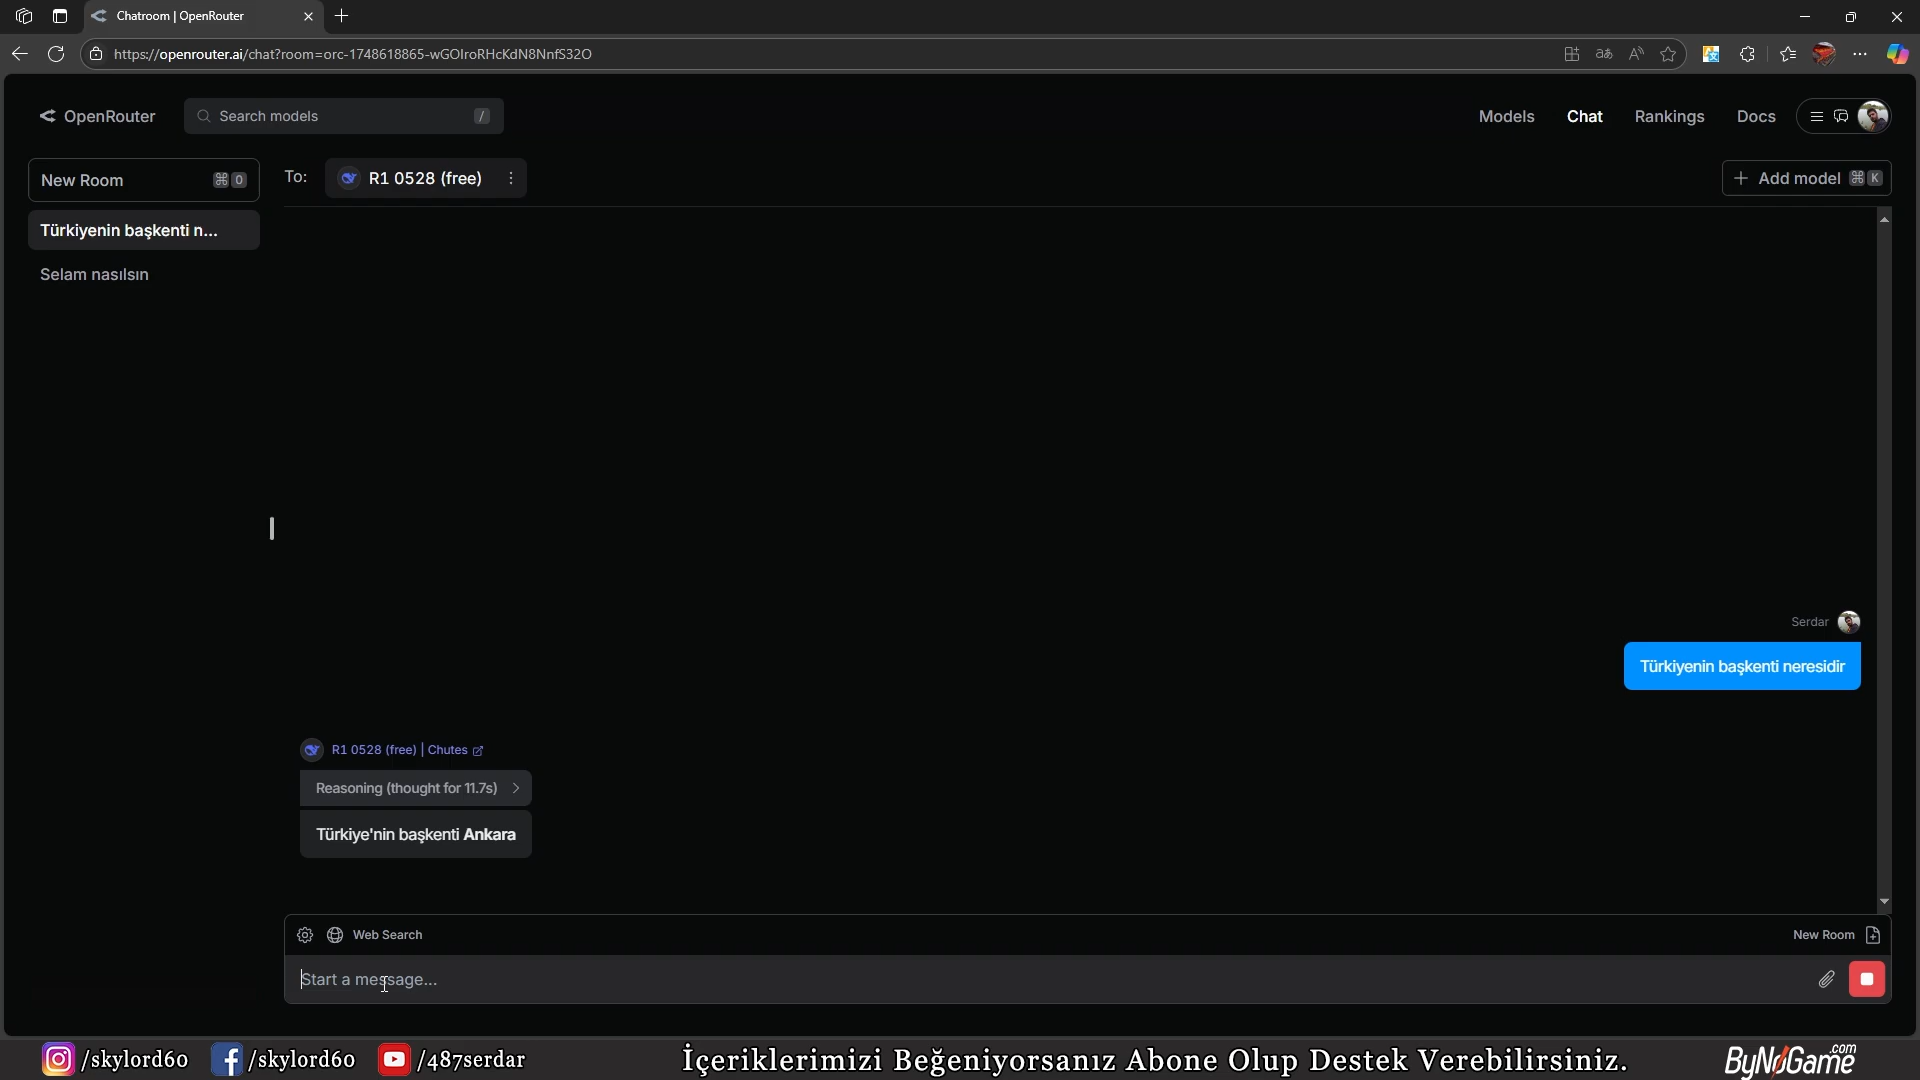 Chatroom | OpenRouter
https://openrouter.ai/chat?room=orc-1748618865-wGOlroRHcKdN8NnfS32O
OpenRouter
Search models /
Models Chat Rankings Docs
New Room ⌘ 0
To: R1 0528 (free)
+ Add model ⌘ K
Türkiyenin başkenti n...
Selam nasılsın
Serdar
Türkiyenin başkenti neresidir
R1 0528 (free) | Chutes
Reasoning (thought for 11.7s)
Türkiye'nin başkenti Ankara
Web Search
New Room
Start a message...
/skylord60 /skylord60 /487serdar
İçeriklerimizi Beğeniyorsanız Abone Olup Destek Verebilirsiniz.
ByNoGame.com